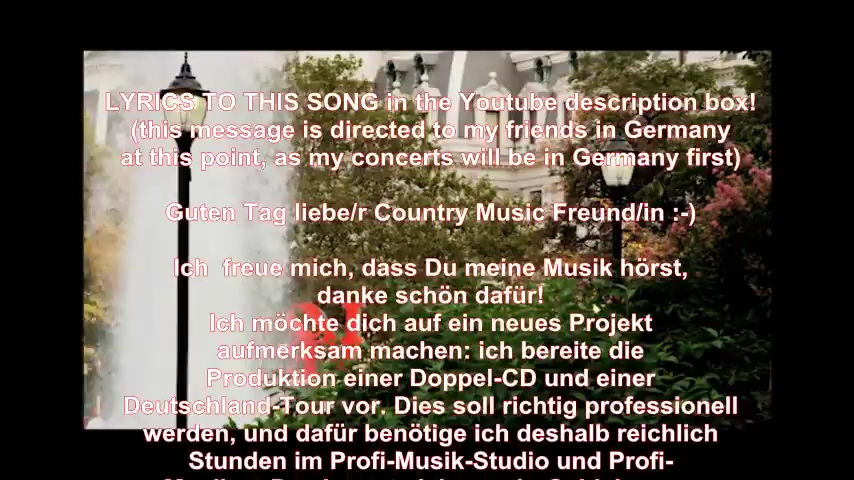 LYRICS TO THIS SONG in the Youtube description box!
(this message is directed to my friends in Germany
at this point, as my concerts will be in Germany first)
Guten Tag liebe/r Country Music Freund/in :-)
Ich  freue mich, dass Du meine Musik hörst,
danke schön dafür!
Ich möchte dich auf ein neues Projekt
aufmerksam machen: ich bereite die
Produktion einer Doppel-CD und einer
Deutschland-Tour vor. Dies soll richtig professionell
werden, und dafür benötige ich deshalb reichlich
Stunden im Profi-Musik-Studio und Profi-